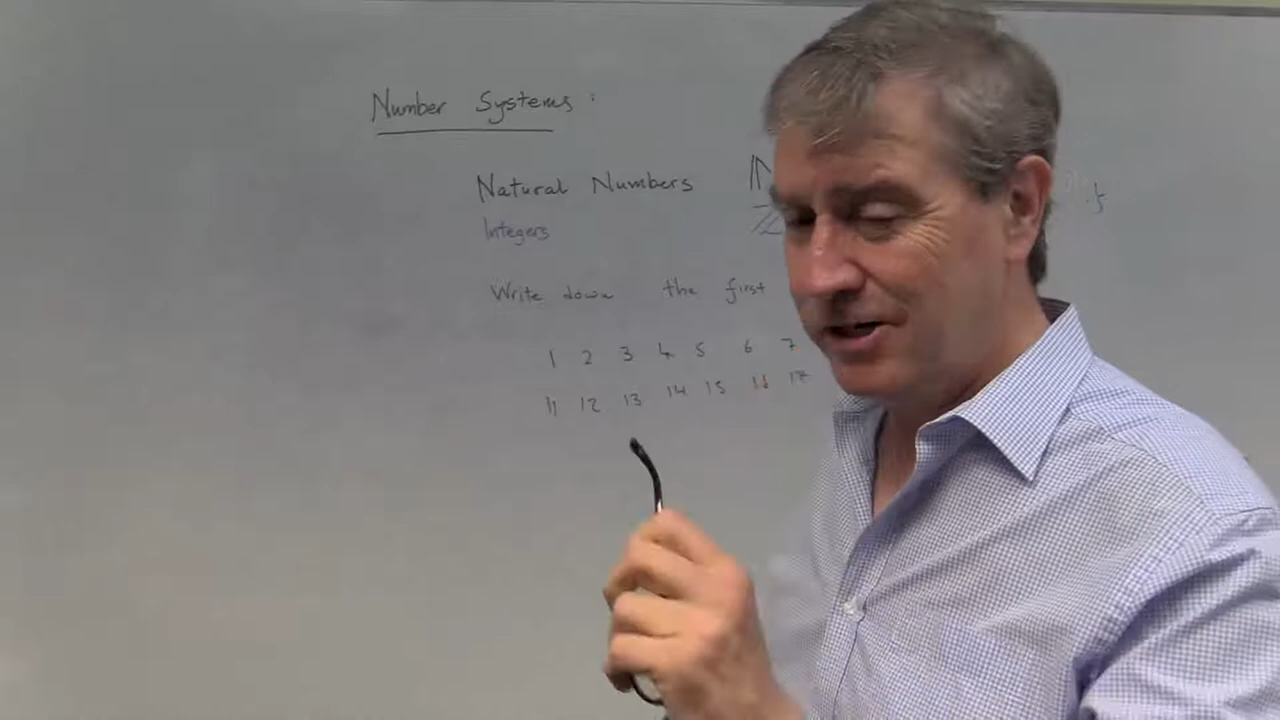 Number Systems:
Natural Numbers ℕ
Integers ℤ
Write down the first
1 2 3 4 5 6 7
11 12 13 14 15 16 17